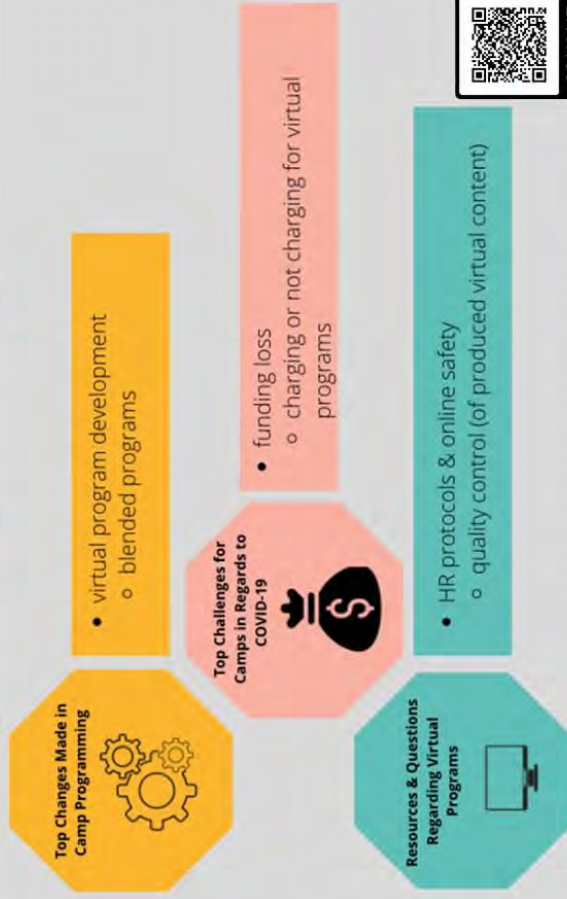 Top Changes Made in
Camp Programming
• virtual program development
o blended programs
Top Challenges for
Camps in Regards to
COVID-19
$
• funding loss
o charging or not charging for virtual
programs
Resources & Questions
Regarding Virtual
Programs
• HR protocols & online safety
o quality control (of produced virtual content)